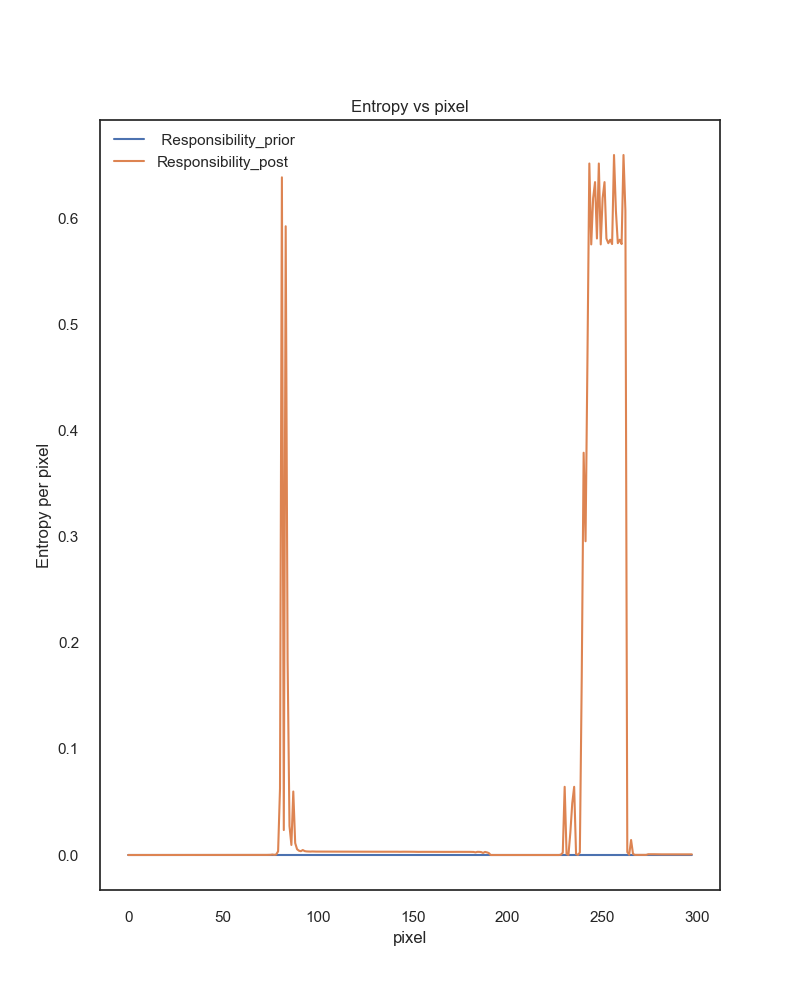 Entropy vs pixel
Responsibility_prior
Responsibility_post
Entropy per pixel
0.6
0.5
0.4
0.3
0.2
0.1
0.0
0 50 100 150 200 250 300
pixel